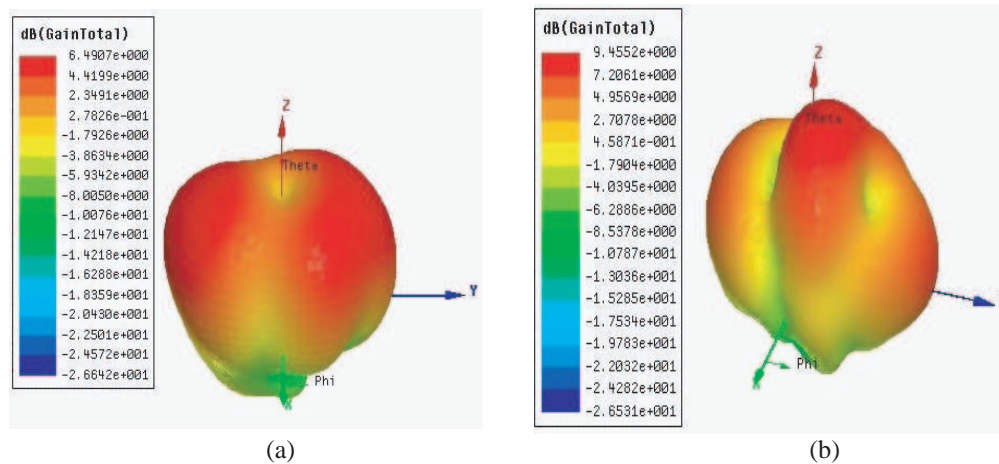 dB(GainTotal)
6.4907e+000
4.4199e+000
2.3491e+000
2.7826e-001
-1.7926e+000
-3.8634e+000
-5.9342e+000
-8.0050e+000
-1.0076e+001
-1.2147e+001
-1.4218e+001
-1.6288e+001
-1.8359e+001
-2.0430e+001
-2.2501e+001
-2.4572e+001
-2.6642e+001
Z
Theta
Y
Phi
X
(a)
dB(GainTotal)
9.4552e+000
7.2061e+000
4.9569e+000
2.7078e+000
4.5871e-001
-1.7904e+000
-4.0395e+000
-6.2886e+000
-8.5378e+000
-1.0787e+001
-1.3036e+001
-1.5285e+001
-1.7534e+001
-1.9783e+001
-2.2032e+001
-2.4282e+001
-2.6531e+001
Z
Theta
Phi
X
(b)